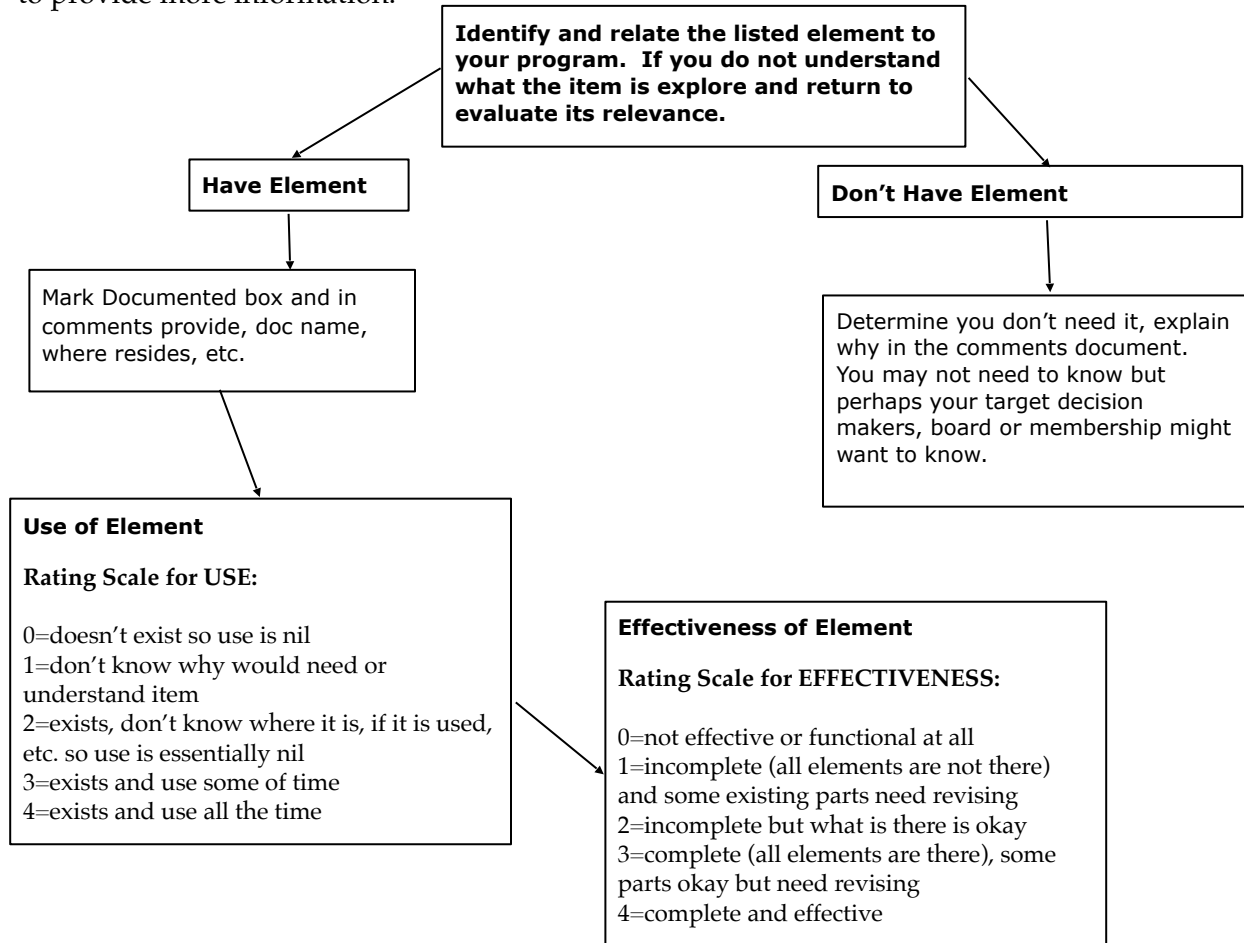 to provide more information.
Identify and relate the listed element to
your program.  If you do not understand
what the item is explore and return to
evaluate its relevance.
Have Element
Don’t Have Element
Mark Documented box and in
comments provide, doc name,
where resides, etc.
Determine you don’t need it, explain
why in the comments document.
You may not need to know but
perhaps your target decision
makers, board or membership might
want to know.
Use of Element
Rating Scale for USE:
0=doesn’t exist so use is nil
1=don’t know why would need or
understand item
2=exists, don’t know where it is, if it is used,
etc. so use is essentially nil
3=exists and use some of time
4=exists and use all the time
Effectiveness of Element
Rating Scale for EFFECTIVENESS:
0=not effective or functional at all
1=incomplete (all elements are not there)
and some existing parts need revising
2=incomplete but what is there is okay
3=complete (all elements are there), some
parts okay but need revising
4=complete and effective